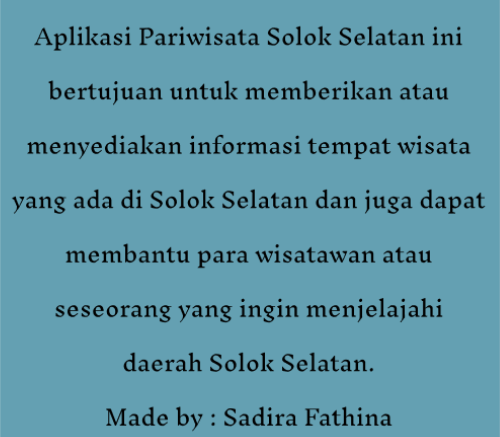 Aplikasi Pariwisata Solok Selatan ini
bertujuan untuk memberikan atau
menyediakan informasi tempat wisata
yang ada di Solok Selatan dan juga dapat
membantu para wisatawan atau
seseorang yang ingin menjelajahi
daerah Solok Selatan.
Made by : Sadira Fathina